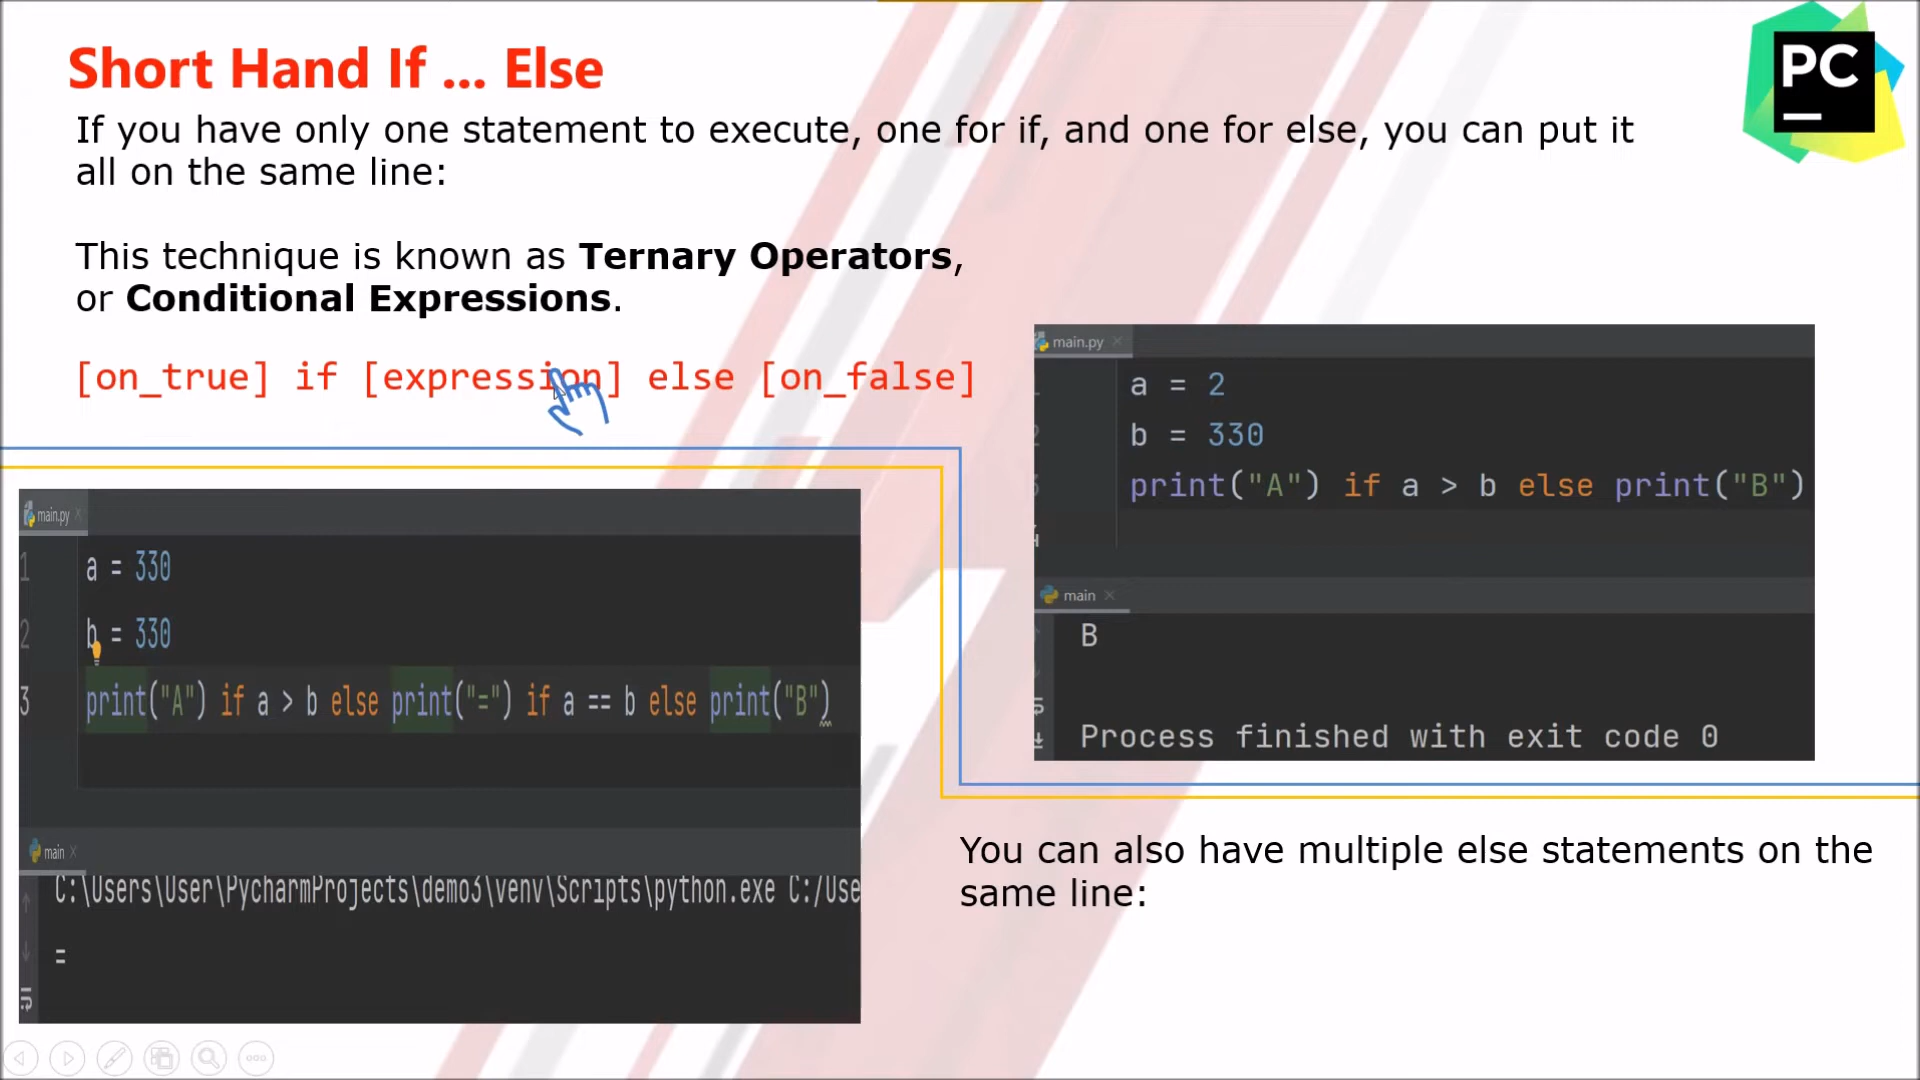 Short Hand If ... Else
PC
If you have only one statement to execute, one for if, and one for else, you can put it
all on the same line:
This technique is known as Ternary Operators,
or Conditional Expressions.
[on_true] if [expression] else [on_false]
main.py
a = 2
b = 330
print("A") if a > b else print("B")
main
B
Process finished with exit code 0
main.py
1 a = 330
2 b = 330
3 print("A") if a > b else print("=") if a == b else print("B")
main
C:\Users\User\PycharmProjects\demo3\venv\Scripts\python.exe C:/Use
=
You can also have multiple else statements on the
same line: